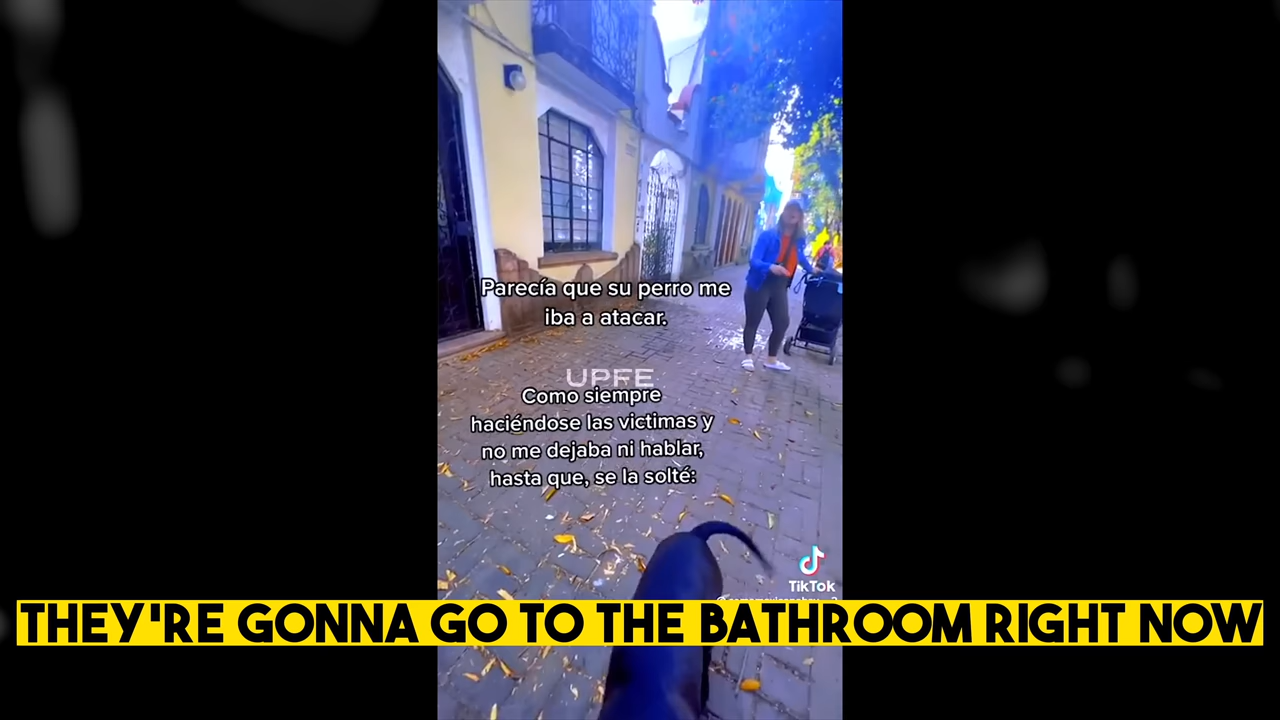 Parecía que su perro me
iba a atacar.
UPFE
Como siempre
haciéndose las victimas y
no me dejaba ni hablar,
hasta que, se la solté:
TikTok
THEY'RE GONNA GO TO THE BATHROOM RIGHT NOW